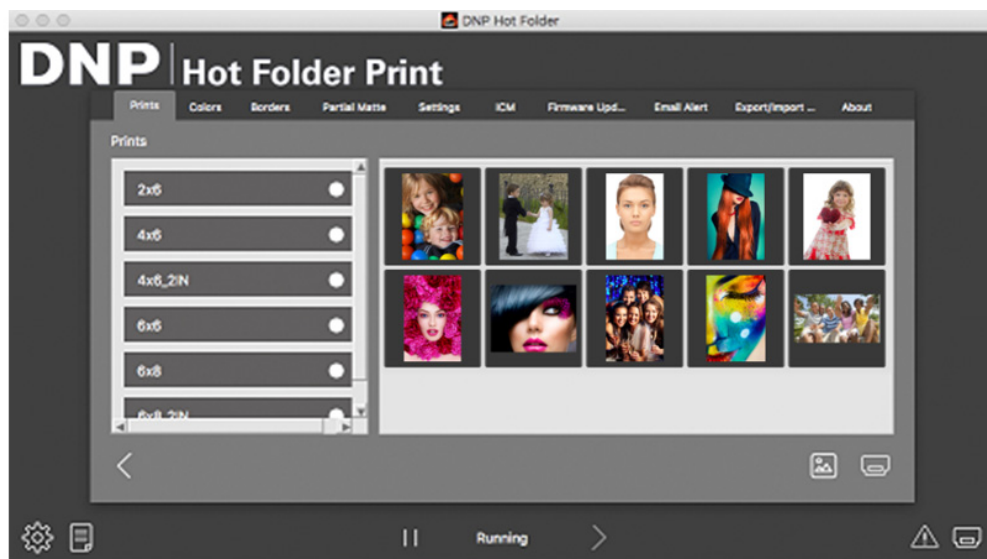 DNP Hot Folder
DNP Hot Folder Print
Prints Colors Borders Partial Matte Settings ICM Firmware Upd... Email Alert Export/Import ... About
Prints
2x6
4x6
4x6_2IN
6x6
6x8
6x8_2IN
Running